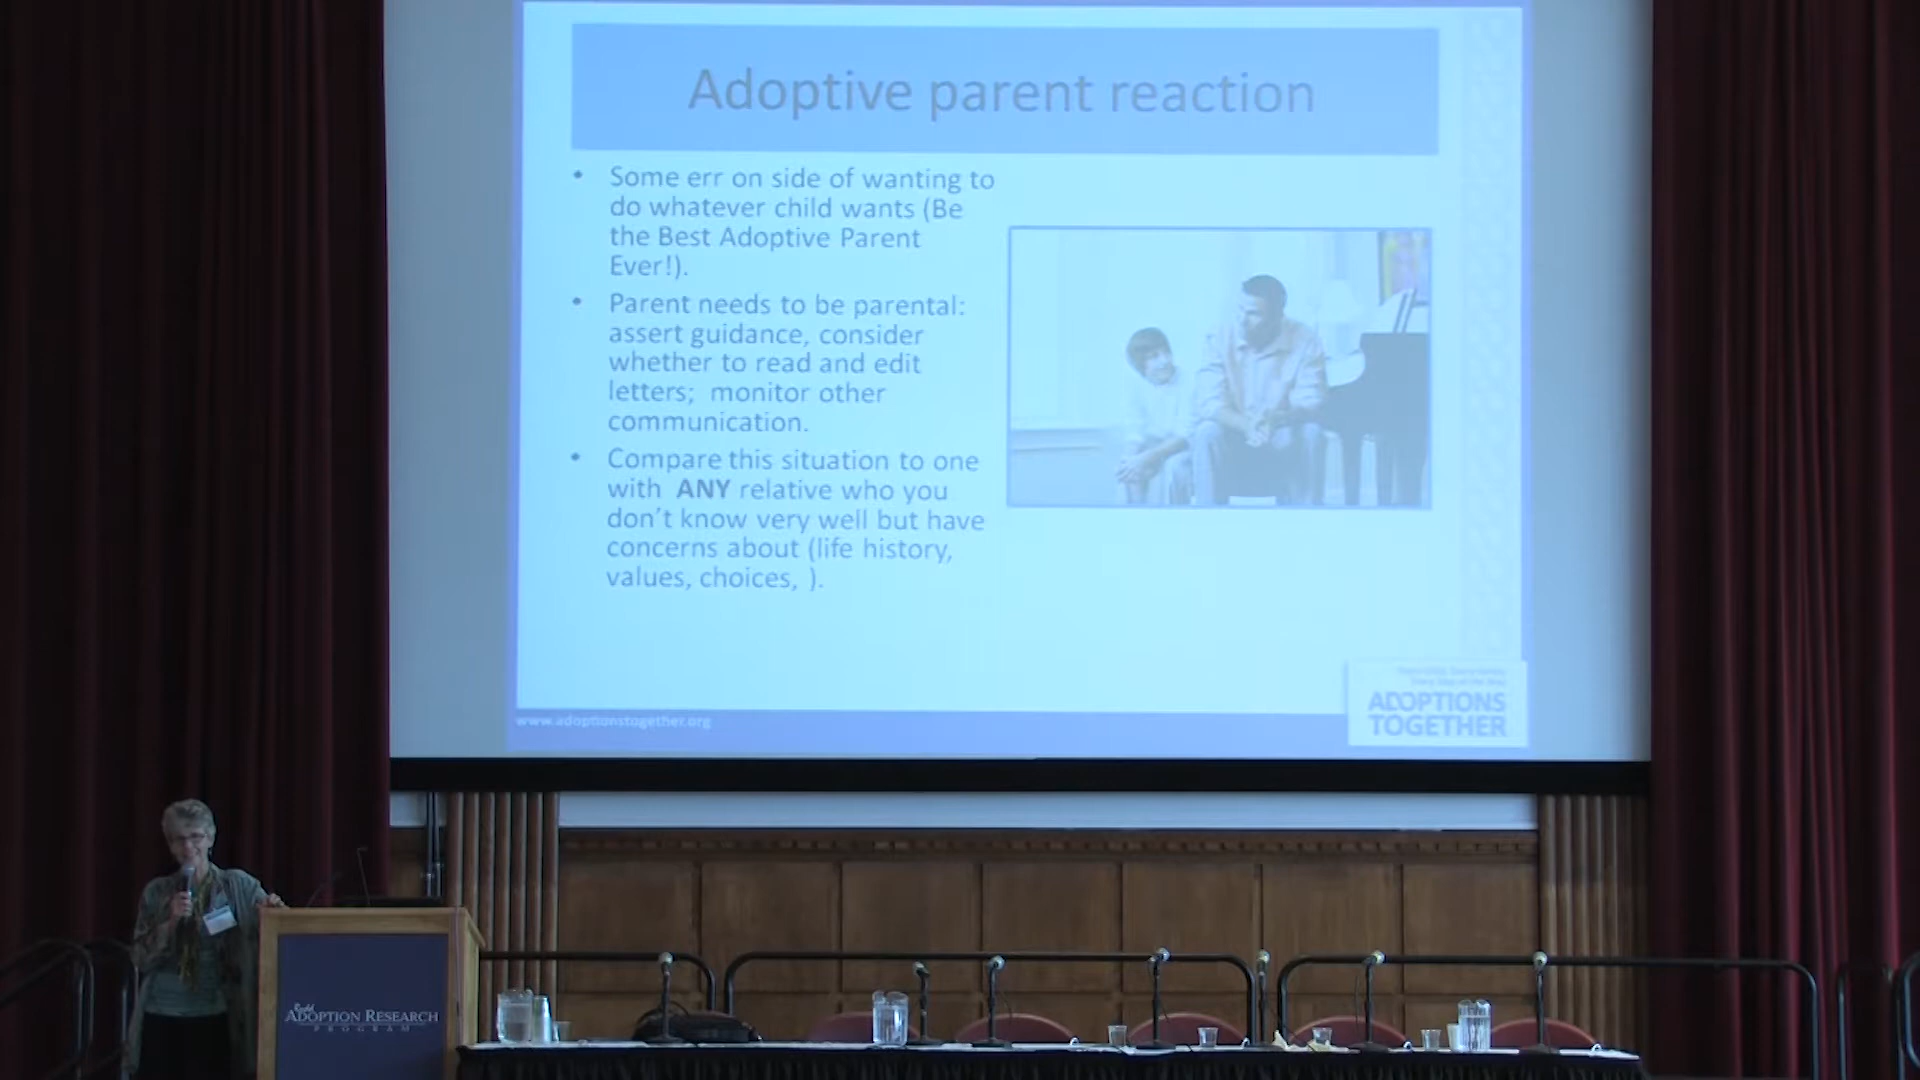 Adoptive parent reaction
• Some err on side of wanting to
do whatever child wants (Be
the Best Adoptive Parent
Ever!).
• Parent needs to be parental:
assert guidance, consider
whether to read and edit
letters; monitor other
communication.
• Compare this situation to one
with ANY relative who you
don't know very well but have
concerns about (life history,
values, choices, ).
www.adoptionstogether.org
ADOPTIONS
TOGETHER
Rudd
ADOPTION RESEARCH
PROGRAM